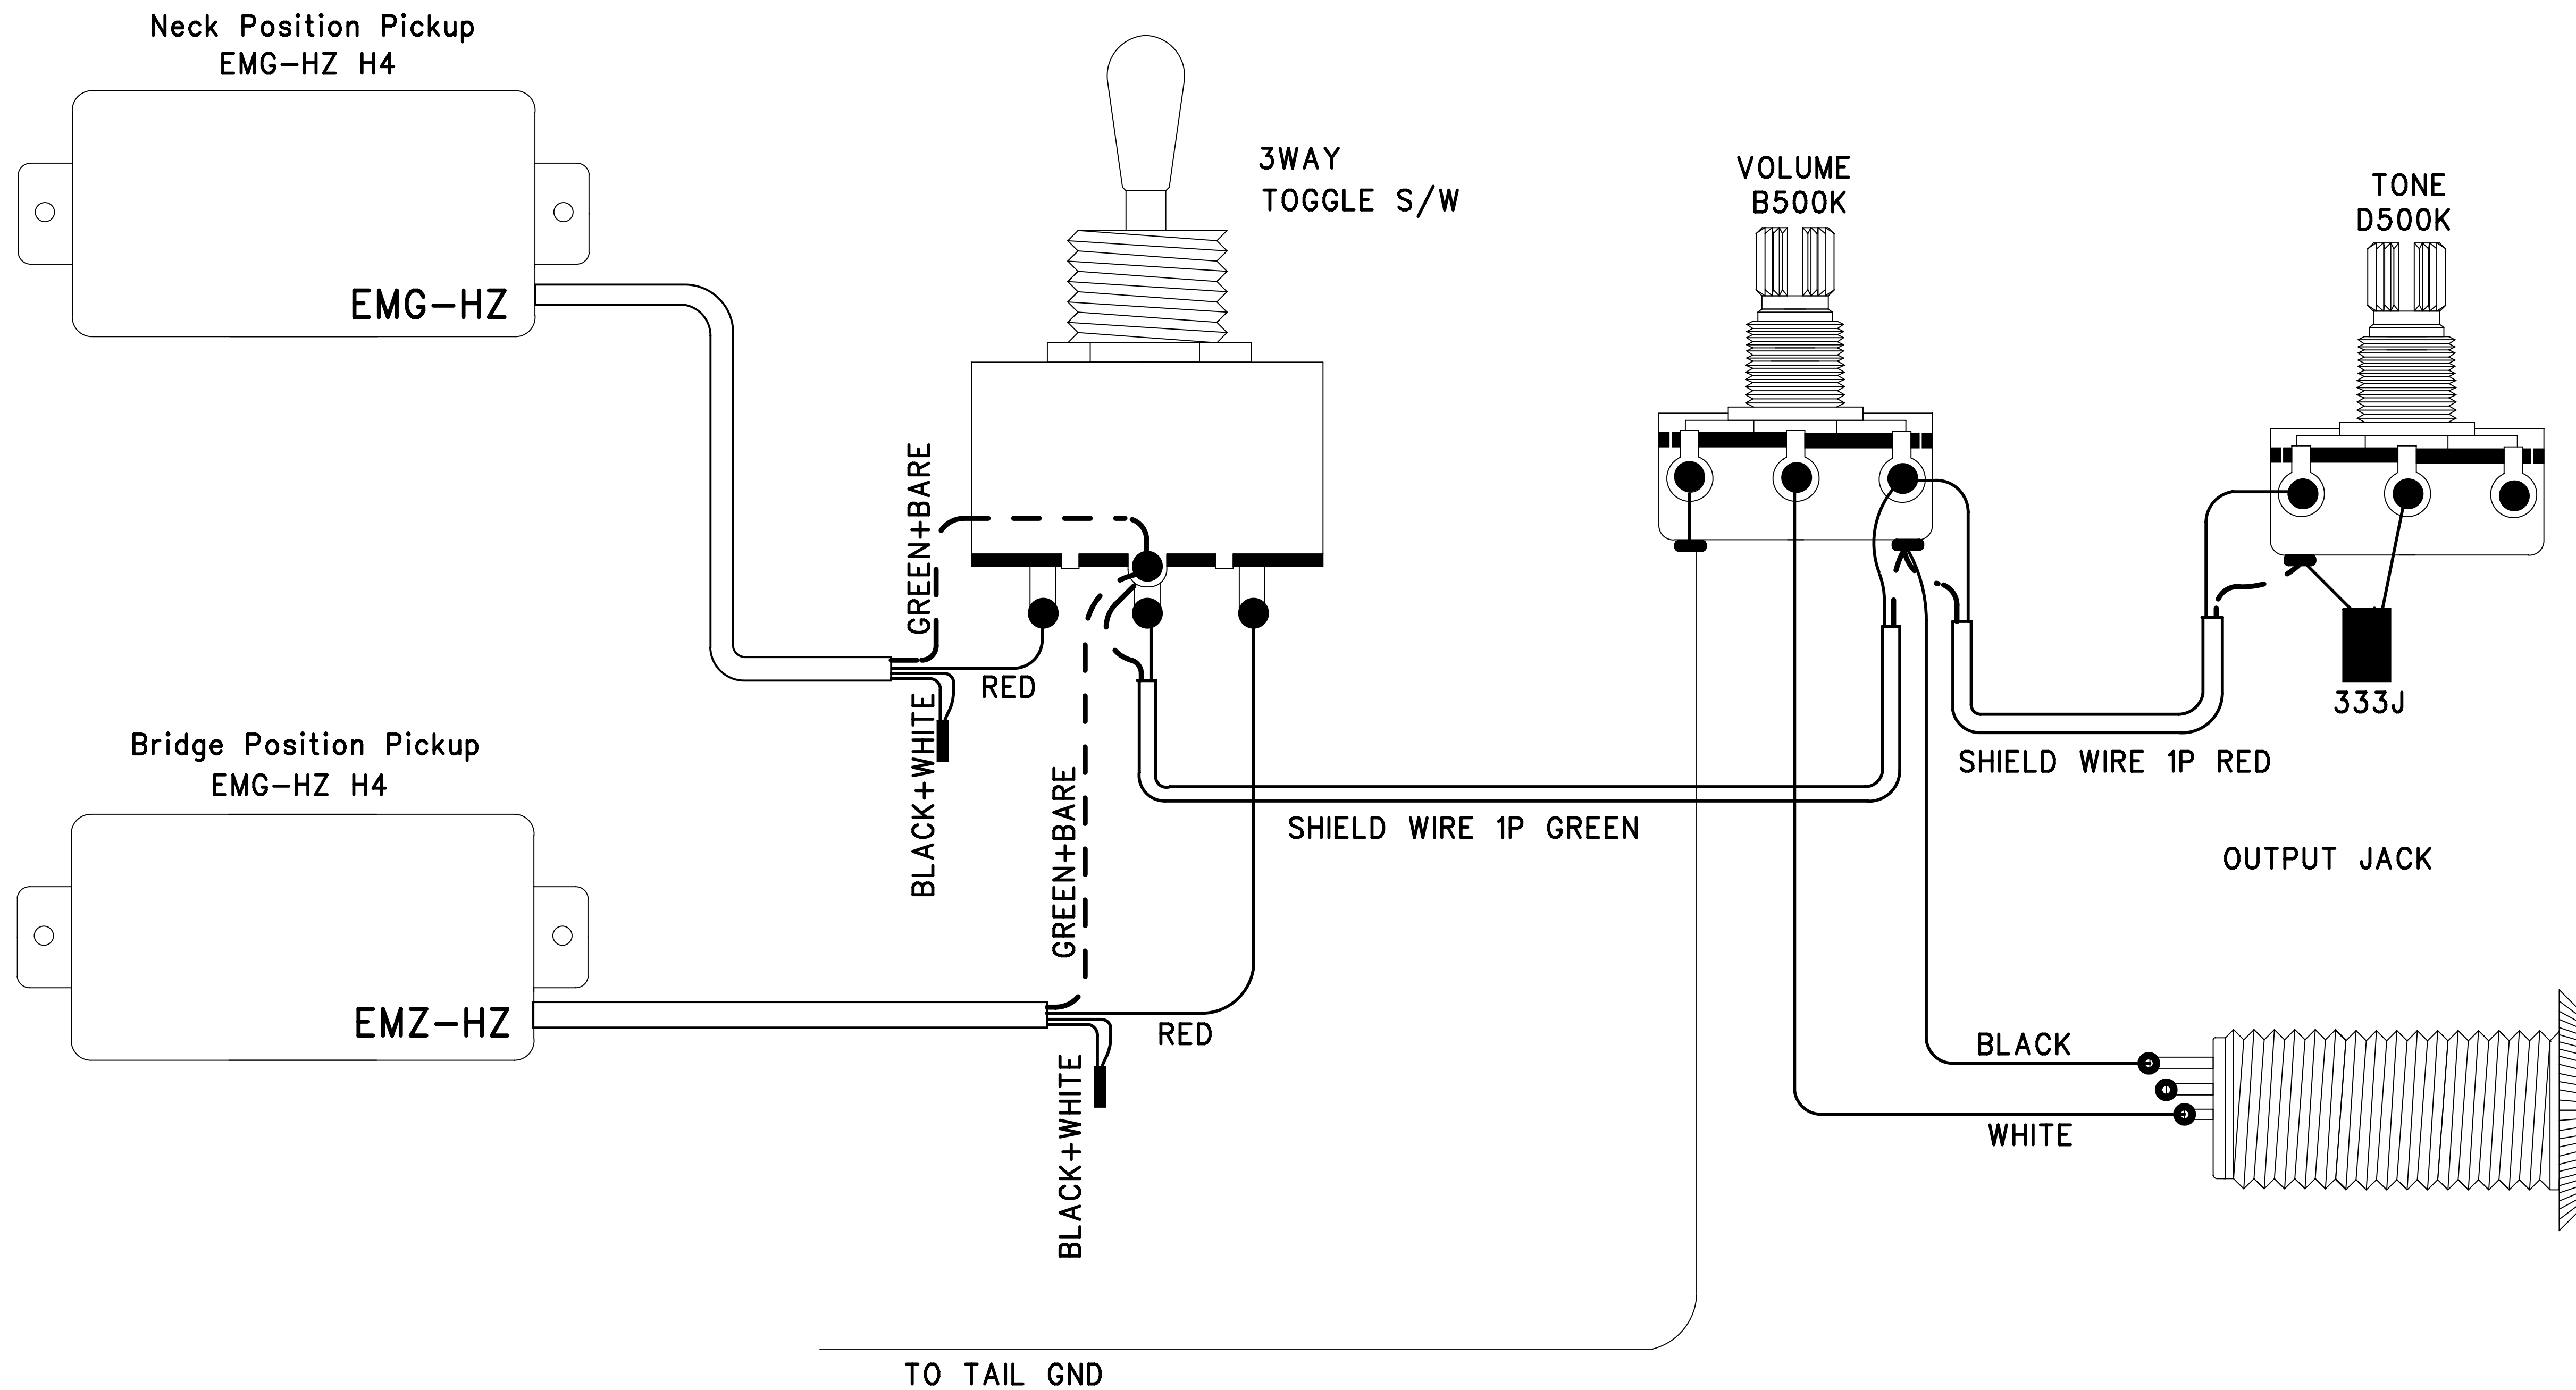 Neck Position Pickup
EMG-HZ H4
EMG-HZ
3WAY
TOGGLE S/W
VOLUME
B500K
TONE
D500K
GREEN+BARE
RED
BLACK+WHITE
333J
SHIELD WIRE 1P RED
Bridge Position Pickup
EMG-HZ H4
EMZ-HZ
GREEN+BARE
SHIELD WIRE 1P GREEN
OUTPUT JACK
RED
BLACK+WHITE
BLACK
WHITE
TO TAIL GND